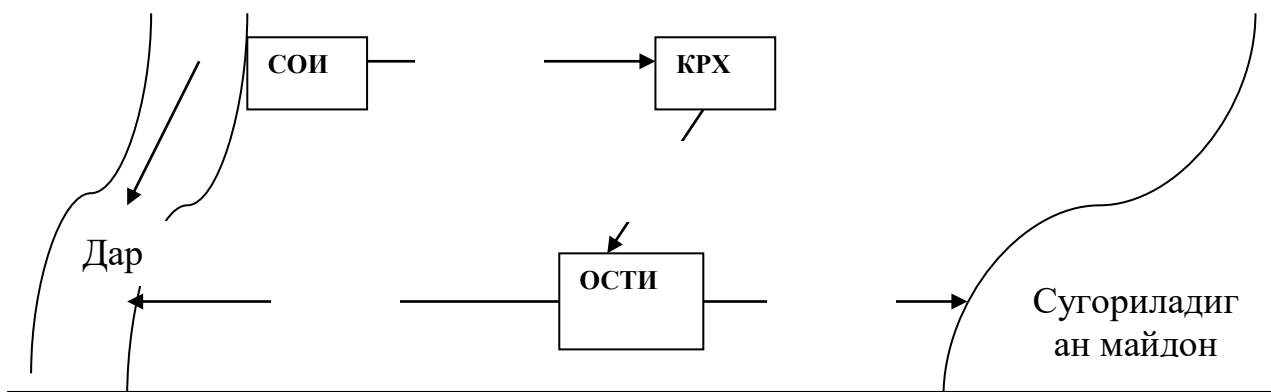 СОИ
КРХ
Дар
ОСТИ
Сугориладиг
ан майдон